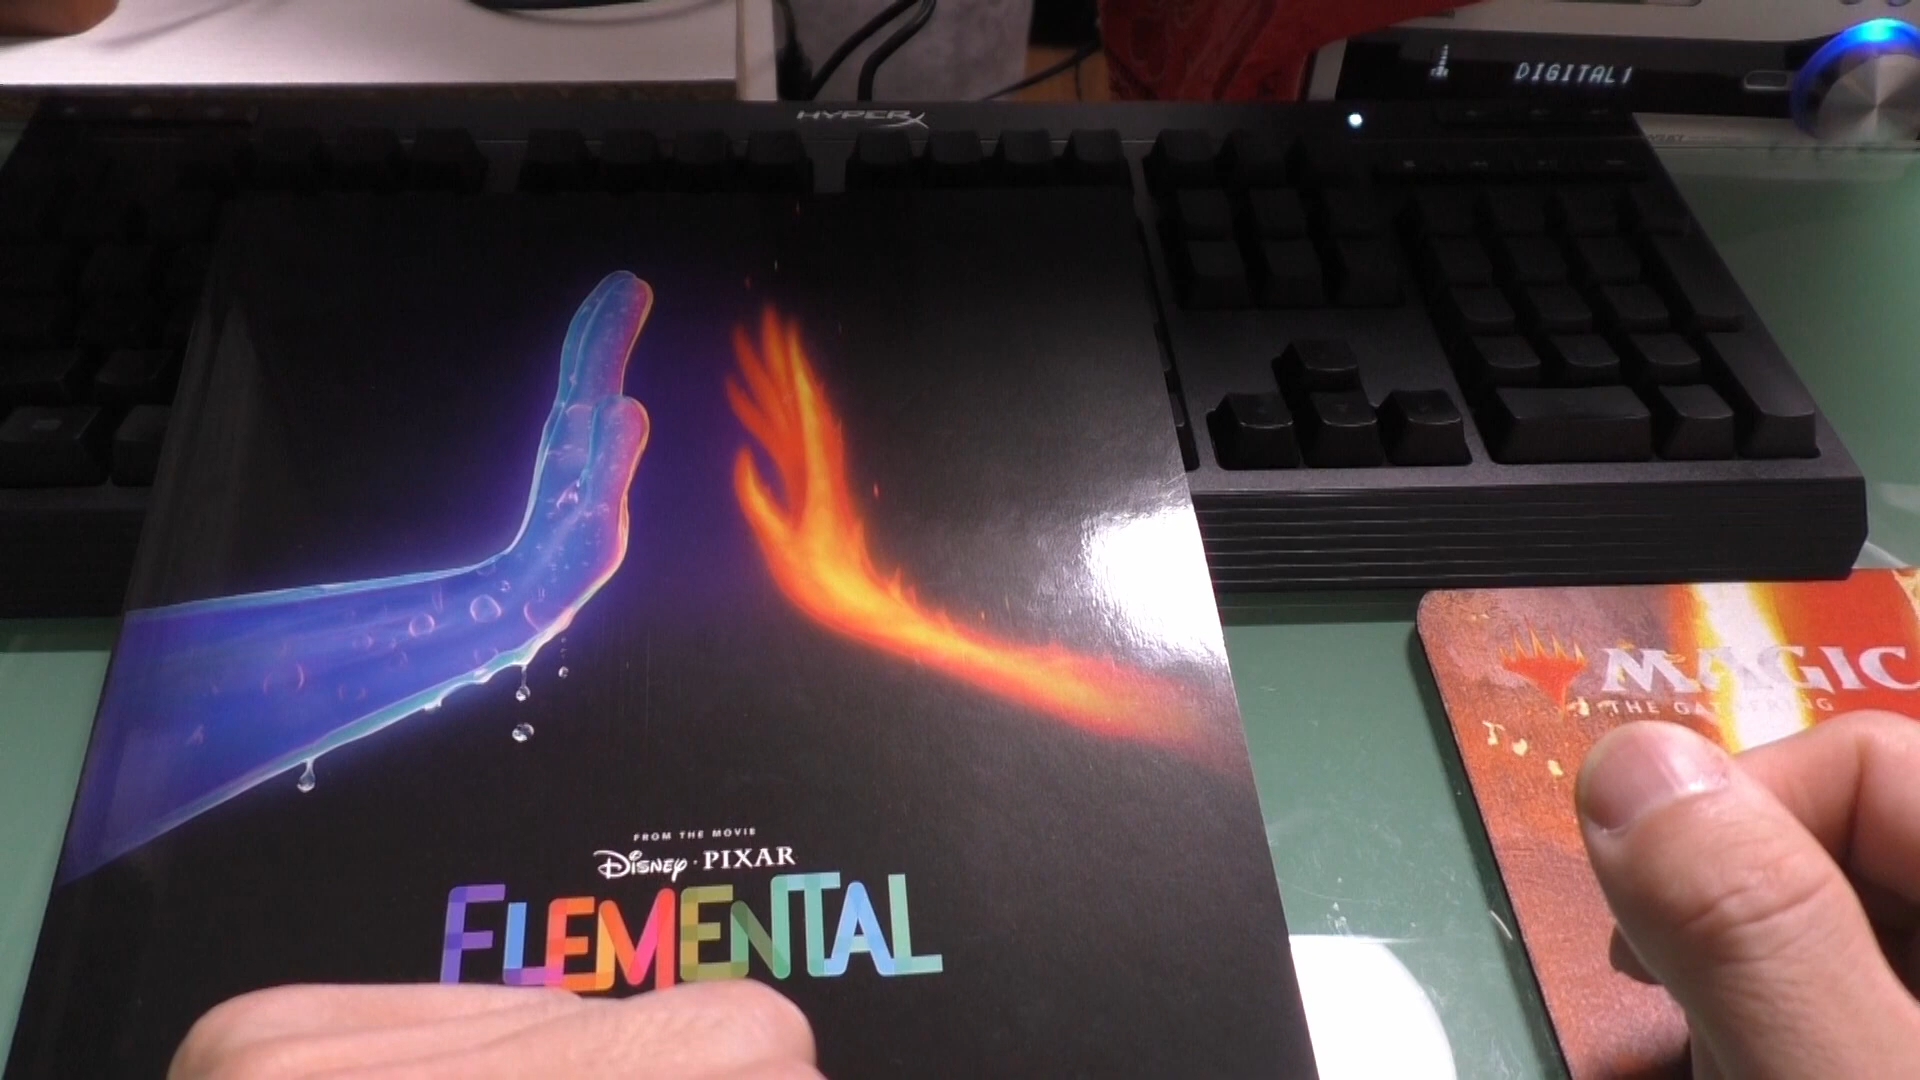 DIGITAL1
HYPERX
MAGIC
THE GATHERING
FROM THE MOVIE
Disney · PIXAR
ELEMENTAL